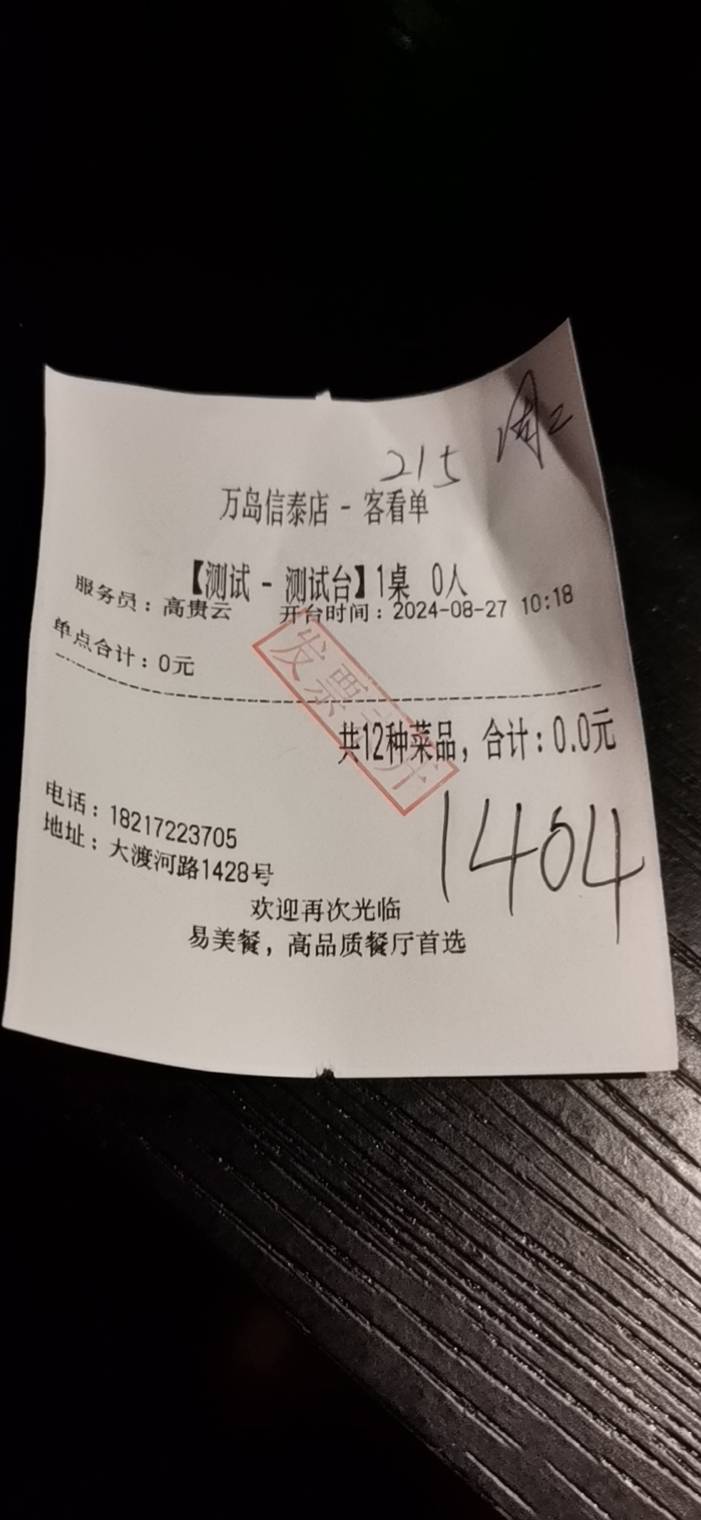 215 周2
万岛信泰店 - 客看单
【测试 - 测试台】1桌 0人
服务员：高贵云 开台时间：2024-08-27 10:18
单点合计：0元
共12种菜品，合计：0.0元
1404
电话：18217223705
地址：大渡河路1428号
欢迎再次光临
易美餐，高品质餐厅首选